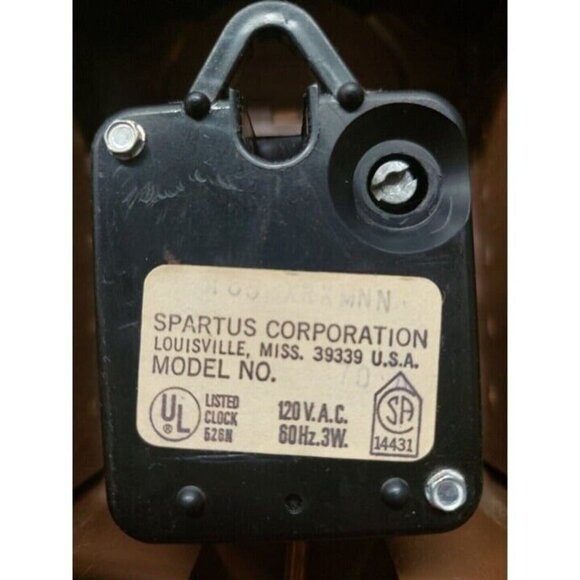 SPARTUS CORPORATION
LOUISVILLE, MISS. 39339 U.S.A.
MODEL NO.
UL
®
LISTED
CLOCK
526N
120 V.A.C.
60Hz. 3W.
SA
14431